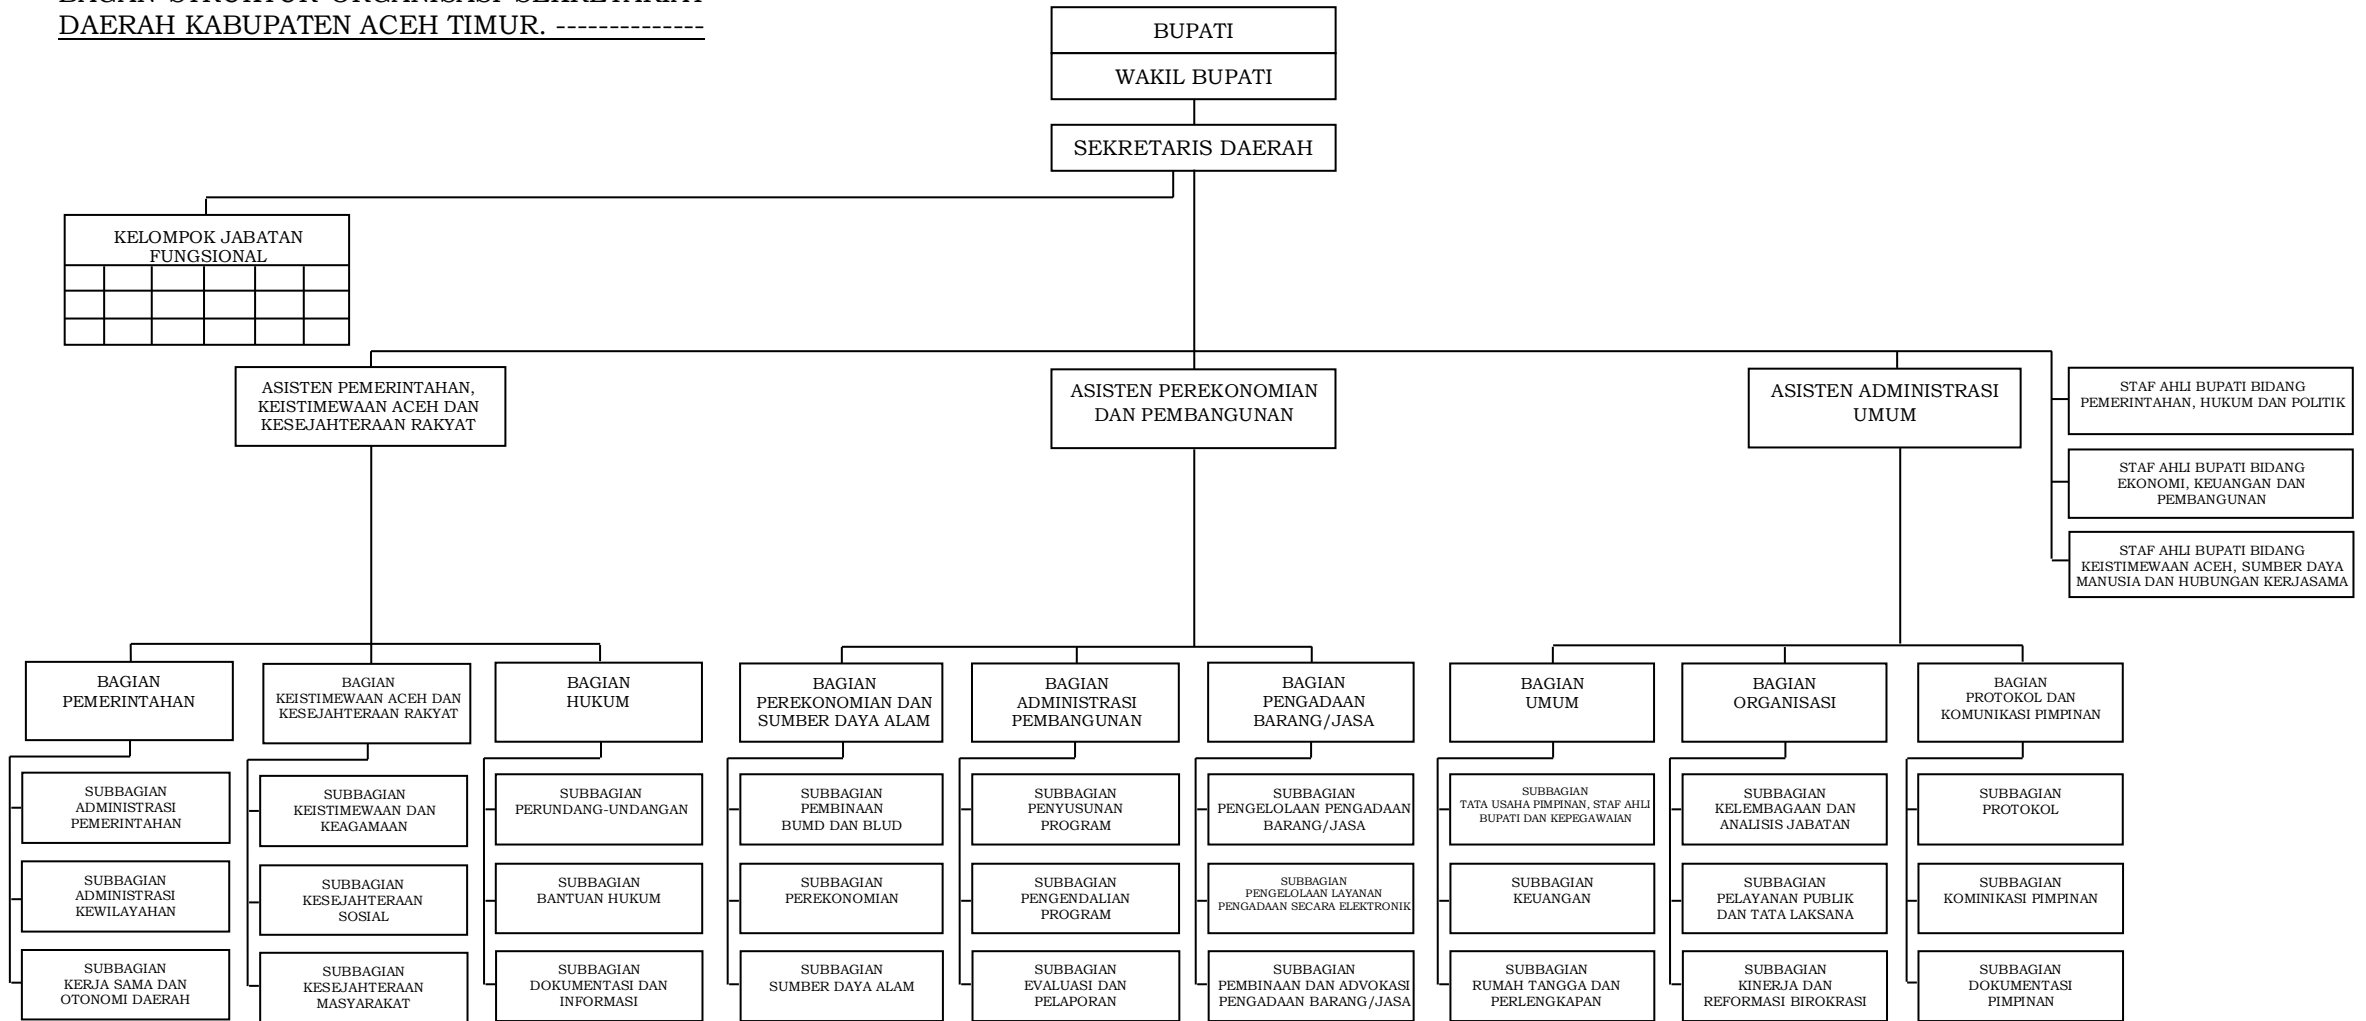 BAGAN STRUKTUR ORGANISASI SEKRETARIAT
DAERAH KABUPATEN ACEH TIMUR. --------------
BUPATI
WAKIL BUPATI
SEKRETARIS DAERAH
KELOMPOK JABATAN
FUNGSIONAL
ASISTEN PEMERINTAHAN,
KEISTIMEWAAN ACEH DAN
KESEJAHTERAAN RAKYAT
ASISTEN PEREKONOMIAN
DAN PEMBANGUNAN
ASISTEN ADMINISTRASI
UMUM
STAF AHLI BUPATI BIDANG
PEMERINTAHAN, HUKUM DAN POLITIK
STAF AHLI BUPATI BIDANG
EKONOMI, KEUANGAN DAN
PEMBANGUNAN
STAF AHLI BUPATI BIDANG
KEISTIMEWAAN ACEH, SUMBER DAYA
MANUSIA DAN HUBUNGAN KERJASAMA
BAGIAN
PEMERINTAHAN
BAGIAN
KEISTIMEWAAN ACEH DAN
KESEJAHTERAAN RAKYAT
BAGIAN
HUKUM
BAGIAN
PEREKONOMIAN DAN
SUMBER DAYA ALAM
BAGIAN
ADMINISTRASI
PEMBANGUNAN
BAGIAN
PENGADAAN
BARANG/JASA
BAGIAN
UMUM
BAGIAN
ORGANISASI
BAGIAN
PROTOKOL DAN
KOMUNIKASI PIMPINAN
SUBBAGIAN
ADMINISTRASI
PEMERINTAHAN
SUBBAGIAN
KEISTIMEWAAN DAN
KEAGAMAAN
SUBBAGIAN
PERUNDANG-UNDANGAN
SUBBAGIAN
PEMBINAAN
BUMD DAN BLUD
SUBBAGIAN
PENYUSUNAN
PROGRAM
SUBBAGIAN
PENGELOLAAN PENGADAAN
BARANG/JASA
SUBBAGIAN
TATA USAHA PIMPINAN, STAF AHLI
BUPATI DAN KEPEGAWAIAN
SUBBAGIAN
KELEMBAGAAN DAN
ANALISIS JABATAN
SUBBAGIAN
PROTOKOL
SUBBAGIAN
ADMINISTRASI
KEWILAYAHAN
SUBBAGIAN
KESEJAHTERAAN
SOSIAL
SUBBAGIAN
BANTUAN HUKUM
SUBBAGIAN
PEREKONOMIAN
SUBBAGIAN
PENGENDALIAN
PROGRAM
SUBBAGIAN
PENGELOLAAN LAYANAN
PENGADAAN SECARA ELEKTRONIK
SUBBAGIAN
KEUANGAN
SUBBAGIAN
PELAYANAN PUBLIK
DAN TATA LAKSANA
SUBBAGIAN
KOMINIKASI PIMPINAN
SUBBAGIAN
KERJA SAMA DAN
OTONOMI DAERAH
SUBBAGIAN
KESEJAHTERAAN
MASYARAKAT
SUBBAGIAN
DOKUMENTASI DAN
INFORMASI
SUBBAGIAN
SUMBER DAYA ALAM
SUBBAGIAN
EVALUASI DAN
PELAPORAN
SUBBAGIAN
PEMBINAAN DAN ADVOKASI
PENGADAAN BARANG/JASA
SUBBAGIAN
RUMAH TANGGA DAN
PERLENGKAPAN
SUBBAGIAN
KINERJA DAN
REFORMASI BIROKRASI
SUBBAGIAN
DOKUMENTASI
PIMPINAN